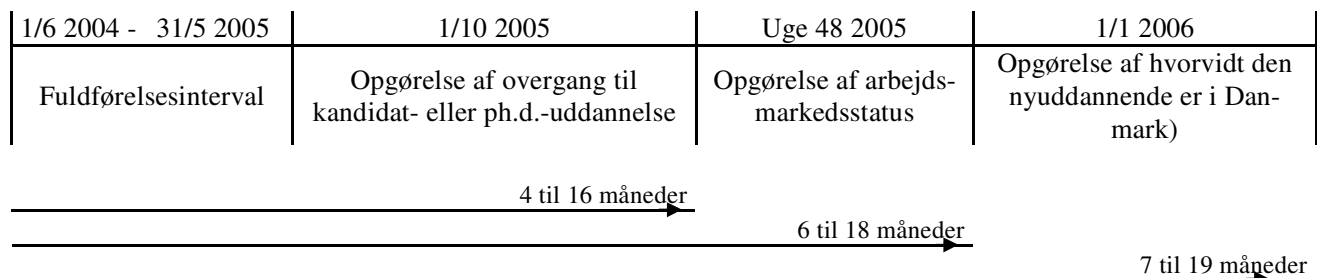 1/6 2004 - 31/5 2005 1/10 2005 Uge 48 2005 1/1 2006
Fuldførelsesinterval
Opgørelse af overgang til
kandidat- eller ph.d.-uddannelse
Opgørelse af arbejds-
markedsstatus
Opgørelse af hvorvidt den
nyuddannende er i Dan-
mark)
4 til 16 måneder
6 til 18 måneder
7 til 19 måneder